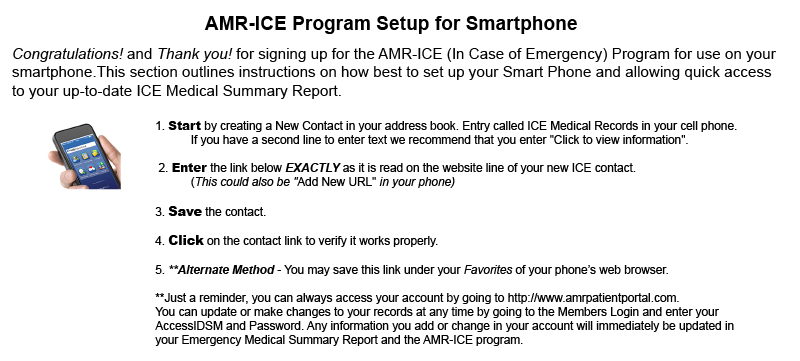 AMR-ICE Program Setup for Smartphone
Congratulations! and Thank you! for signing up for the AMR-ICE (In Case of Emergency) Program for use on your
smartphone.This section outlines instructions on how best to set up your Smart Phone and allowing quick access
to your up-to-date ICE Medical Summary Report.
1. Start by creating a New Contact in your address book. Entry called ICE Medical Records in your cell phone.
If you have a second line to enter text we recommend that you enter "Click to view information".
2. Enter the link below EXACTLY as it is read on the website line of your new ICE contact.
(This could also be "Add New URL" in your phone)
3. Save the contact.
4. Click on the contact link to verify it works properly.
5. **Alternate Method - You may save this link under your Favorites of your phone's web browser.
**Just a reminder, you can always access your account by going to http://www.amrpatientportal.com.
You can update or make changes to your records at any time by going to the Members Login and enter your
AccessIDSM and Password. Any information you add or change in your account will immediately be updated in
your Emergency Medical Summary Report and the AMR-ICE program.